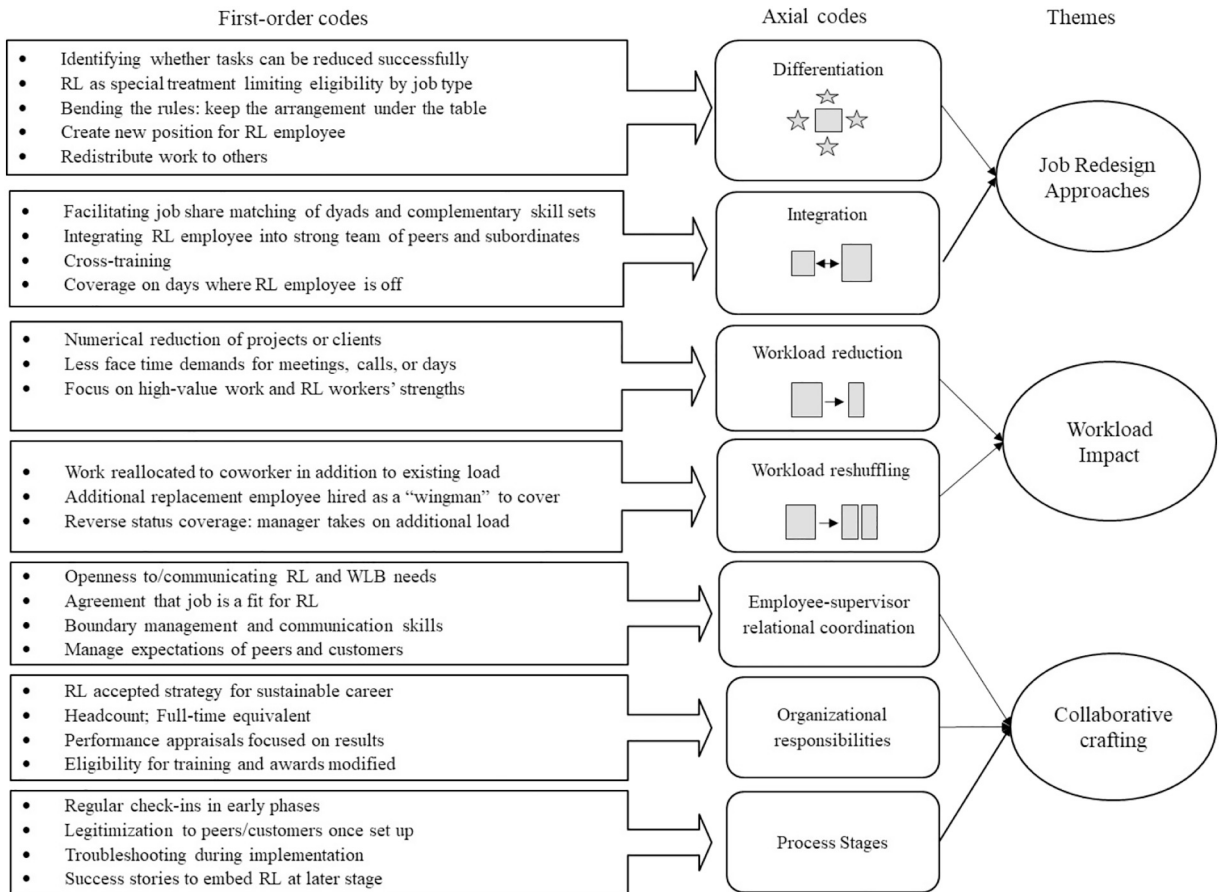 First-order codes
Axial codes
Themes
• Identifying whether tasks can be reduced successfully
• RL as special treatment limiting eligibility by job type
• Bending the rules: keep the arrangement under the table
• Create new position for RL employee
• Redistribute work to others
Differentiation
Job Redesign
Approaches
• Facilitating job share matching of dyads and complementary skill sets
• Integrating RL employee into strong team of peers and subordinates
• Cross-training
• Coverage on days where RL employee is off
Integration
• Numerical reduction of projects or clients
• Less face time demands for meetings, calls, or days
• Focus on high-value work and RL workers’ strengths
Workload reduction
Workload
Impact
• Work reallocated to coworker in addition to existing load
• Additional replacement employee hired as a “wingman” to cover
• Reverse status coverage: manager takes on additional load
Workload reshuffling
• Openness to/communicating RL and WLB needs
• Agreement that job is a fit for RL
• Boundary management and communication skills
• Manage expectations of peers and customers
Employee-supervisor
relational coordination
• RL accepted strategy for sustainable career
• Headcount; Full-time equivalent
• Performance appraisals focused on results
• Eligibility for training and awards modified
Organizational
responsibilities
Collaborative
crafting
• Regular check-ins in early phases
• Legitimization to peers/customers once set up
• Troubleshooting during implementation
• Success stories to embed RL at later stage
Process Stages